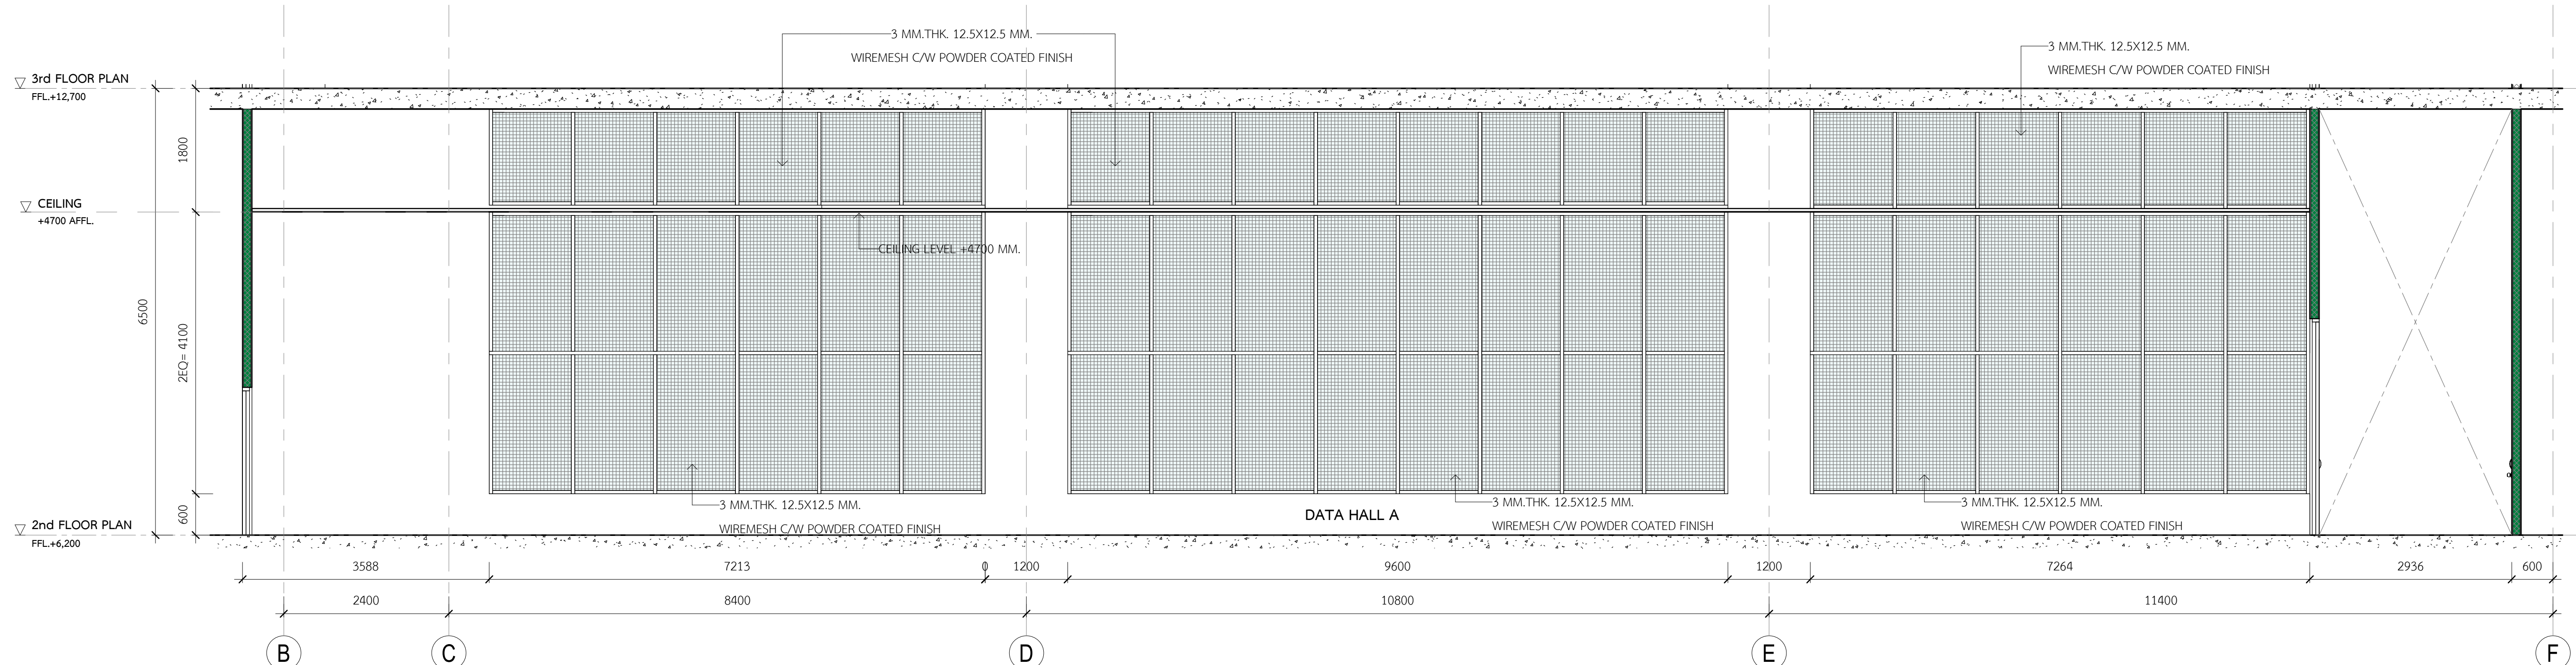 3 MM.THK. 12.5X12.5 MM.
WIREMESH C/W POWDER COATED FINISH
3 MM.THK. 12.5X12.5 MM.
WIREMESH C/W POWDER COATED FINISH
3rd FLOOR PLAN
FFL.+12,700
1800
CEILING
+4700 AFFL.
CEILING LEVEL +4700 MM.
6500
2EQ= 4100
600
3 MM.THK. 12.5X12.5 MM.
WIREMESH C/W POWDER COATED FINISH
DATA HALL A
3 MM.THK. 12.5X12.5 MM.
WIREMESH C/W POWDER COATED FINISH
3 MM.THK. 12.5X12.5 MM.
WIREMESH C/W POWDER COATED FINISH
2nd FLOOR PLAN
FFL.+6,200
3588 7213 0 1200 9600 1200 7264 2936 600
2400 8400 10800 11400
B C D E F